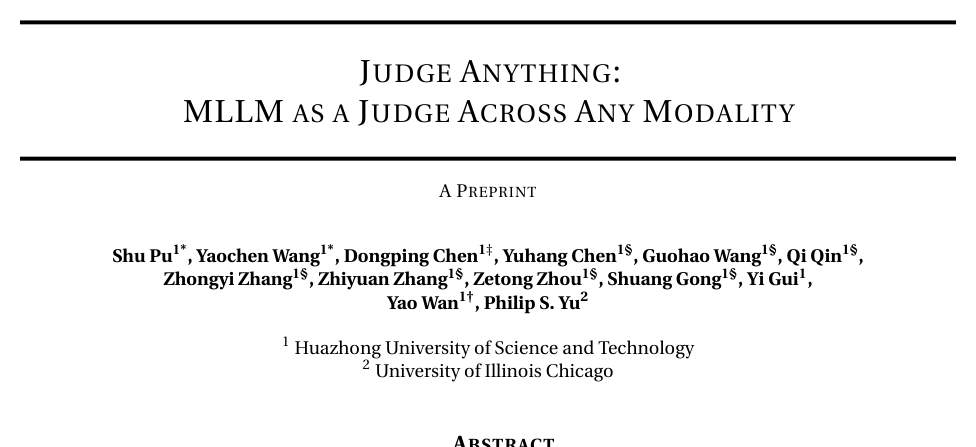 JUDGE ANYTHING:
MLLM AS A JUDGE ACROSS ANY MODALITY
A PREPRINT
Shu Pu1*, Yaochen Wang1*, Dongping Chen1‡, Yuhang Chen1§, Guohao Wang1§, Qi Qin1§,
Zhongyi Zhang1§, Zhiyuan Zhang1§, Zetong Zhou1§, Shuang Gong1§, Yi Gui1,
Yao Wan1†, Philip S. Yu2
1 Huazhong University of Science and Technology
2 University of Illinois Chicago
ABSTRACT